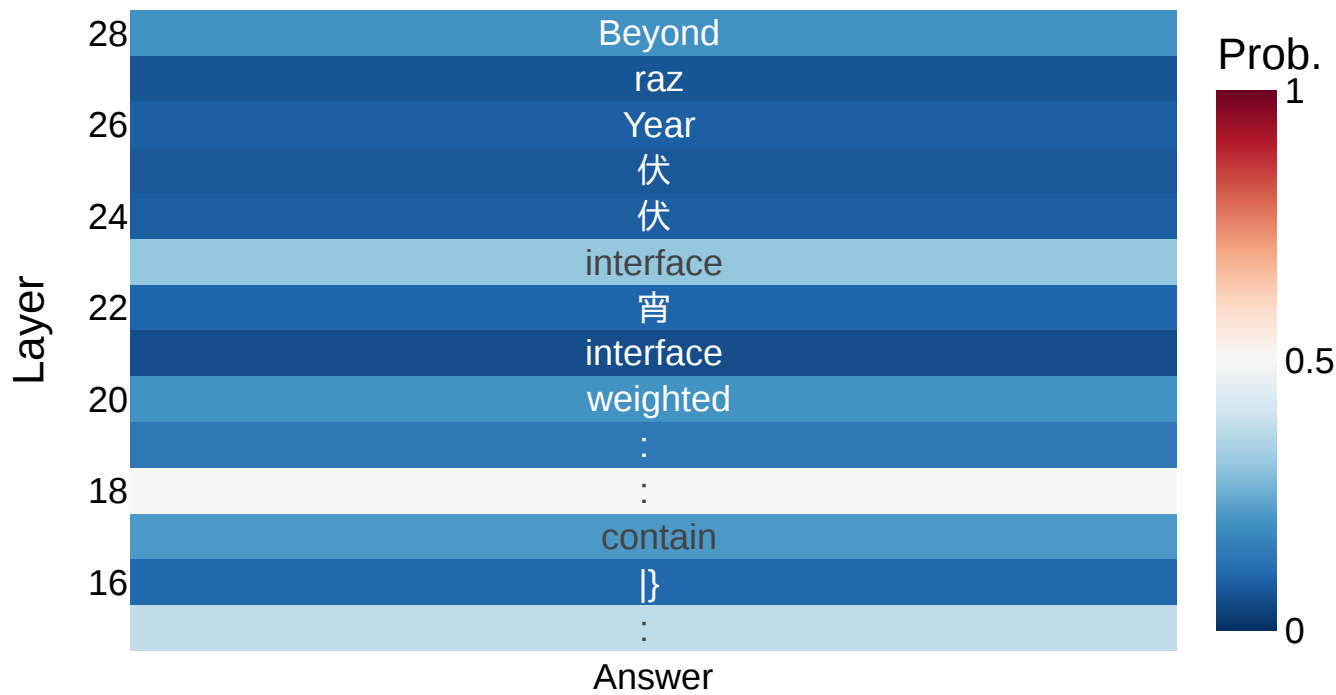 28 Beyond
raz
26 Year
伏
24 伏
interface
22 宵
interface
20 weighted
:
18 :
contain
16 |}
:
Answer
Layer
Prob.
1
0.5
0